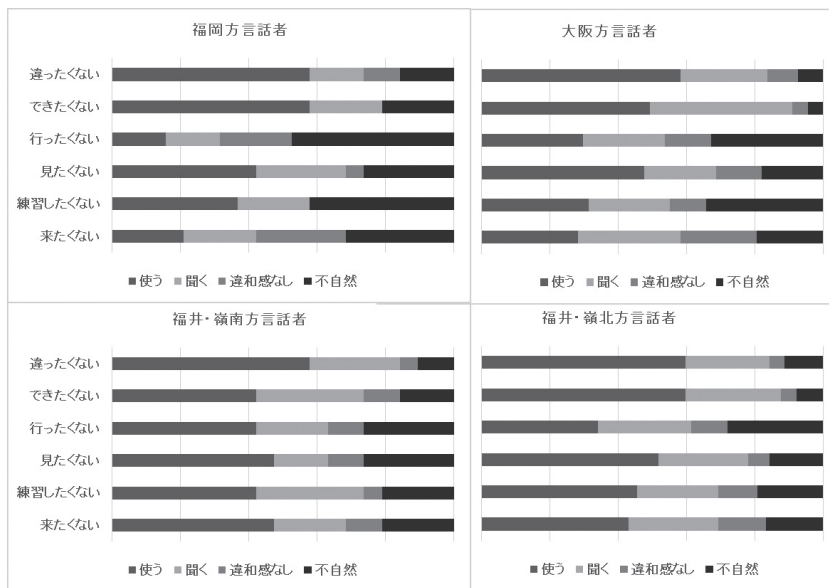 福岡方言話者
違ったくない
できたくない
行ったくない
見たくない
練習したくない
来たくない
■使う ■聞く ■違和感なし ■不自然
大阪方言話者
■使う ■聞く ■違和感なし ■不自然
福井・嶺南方言話者
違ったくない
できたくない
行ったくない
見たくない
練習したくない
来たくない
■使う ■聞く ■違和感なし ■不自然
福井・嶺北方言話者
■使う ■聞く ■違和感なし ■不自然